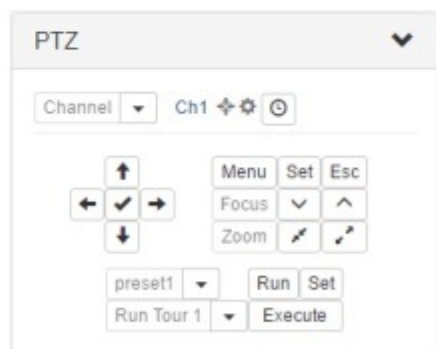 PTZ
Channel Ch1
Menu Set Esc
Focus
Zoom
preset1 Run Set
Run Tour 1 Execute